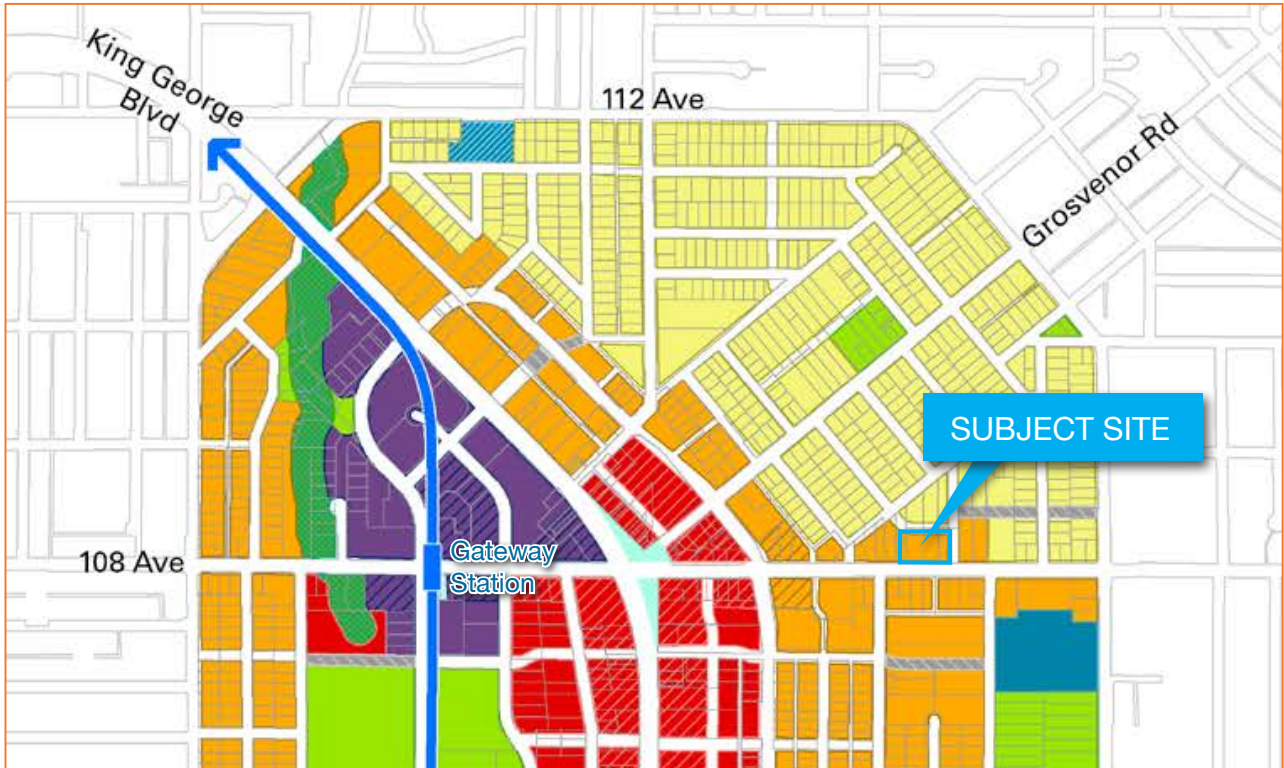 King George
Blvd
112 Ave
Grosvenor Rd
SUBJECT SITE
108 Ave
Gateway
Station